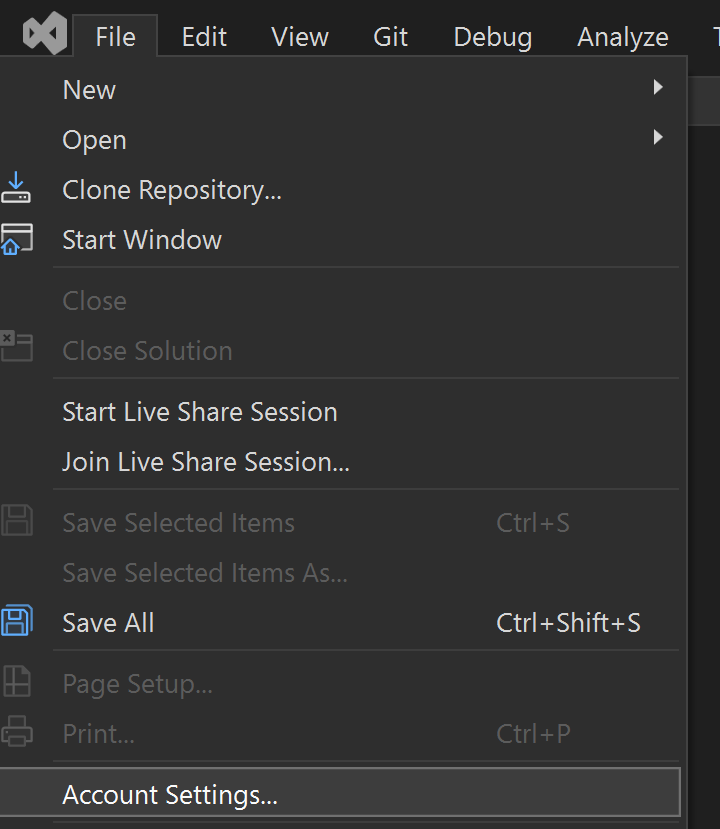 File Edit View Git Debug Analyze
New
Open
Clone Repository...
Start Window
Close
Close Solution
Start Live Share Session
Join Live Share Session...
Save Selected Items Ctrl+S
Save Selected Items As...
Save All Ctrl+Shift+S
Page Setup...
Print... Ctrl+P
Account Settings...